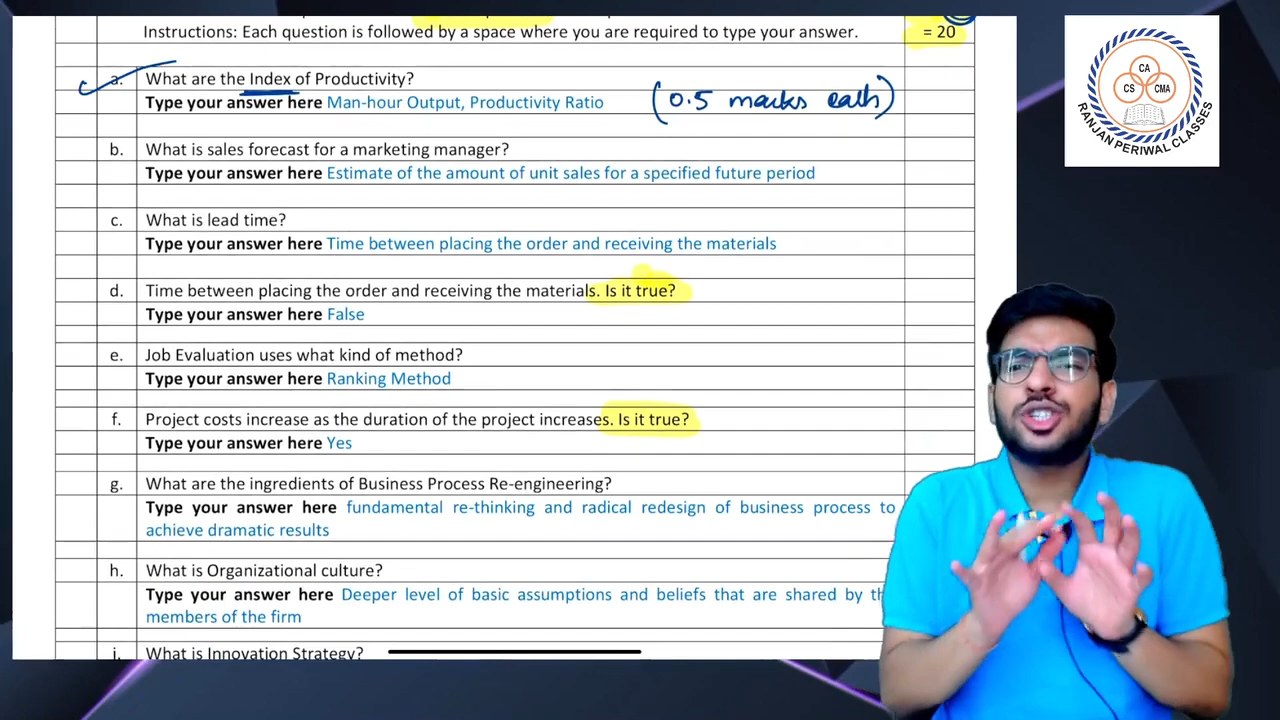 Instructions: Each question is followed by a space where you are required to type your answer.
= 20
a. What are the Index of Productivity?
Type your answer here Man-hour Output, Productivity Ratio
(0.5 marks each)
b. What is sales forecast for a marketing manager?
Type your answer here Estimate of the amount of unit sales for a specified future period
c. What is lead time?
Type your answer here Time between placing the order and receiving the materials
d. Time between placing the order and receiving the materials. Is it true?
Type your answer here False
e. Job Evaluation uses what kind of method?
Type your answer here Ranking Method
f. Project costs increase as the duration of the project increases. Is it true?
Type your answer here Yes
g. What are the ingredients of Business Process Re-engineering?
Type your answer here fundamental re-thinking and radical redesign of business process to
achieve dramatic results
h. What is Organizational culture?
Type your answer here Deeper level of basic assumptions and beliefs that are shared by
members of the firm
i. What is Innovation Strategy?
CA
CS
CMA
RANJAN PERIWAL CLASSES